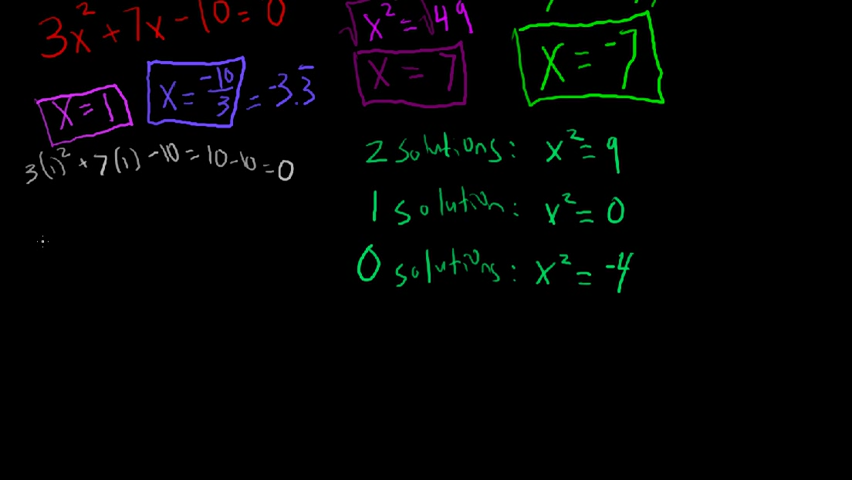 3x² + 7x - 10 = 0
x = 1
x = -10/3 = -3.3̅
3(1)² + 7(1) - 10 = 10 - 10 = 0
√x² = √49
x = 7
x = -7
2 solutions: x² = 9
1 solution: x² = 0
0 solutions: x² = -4